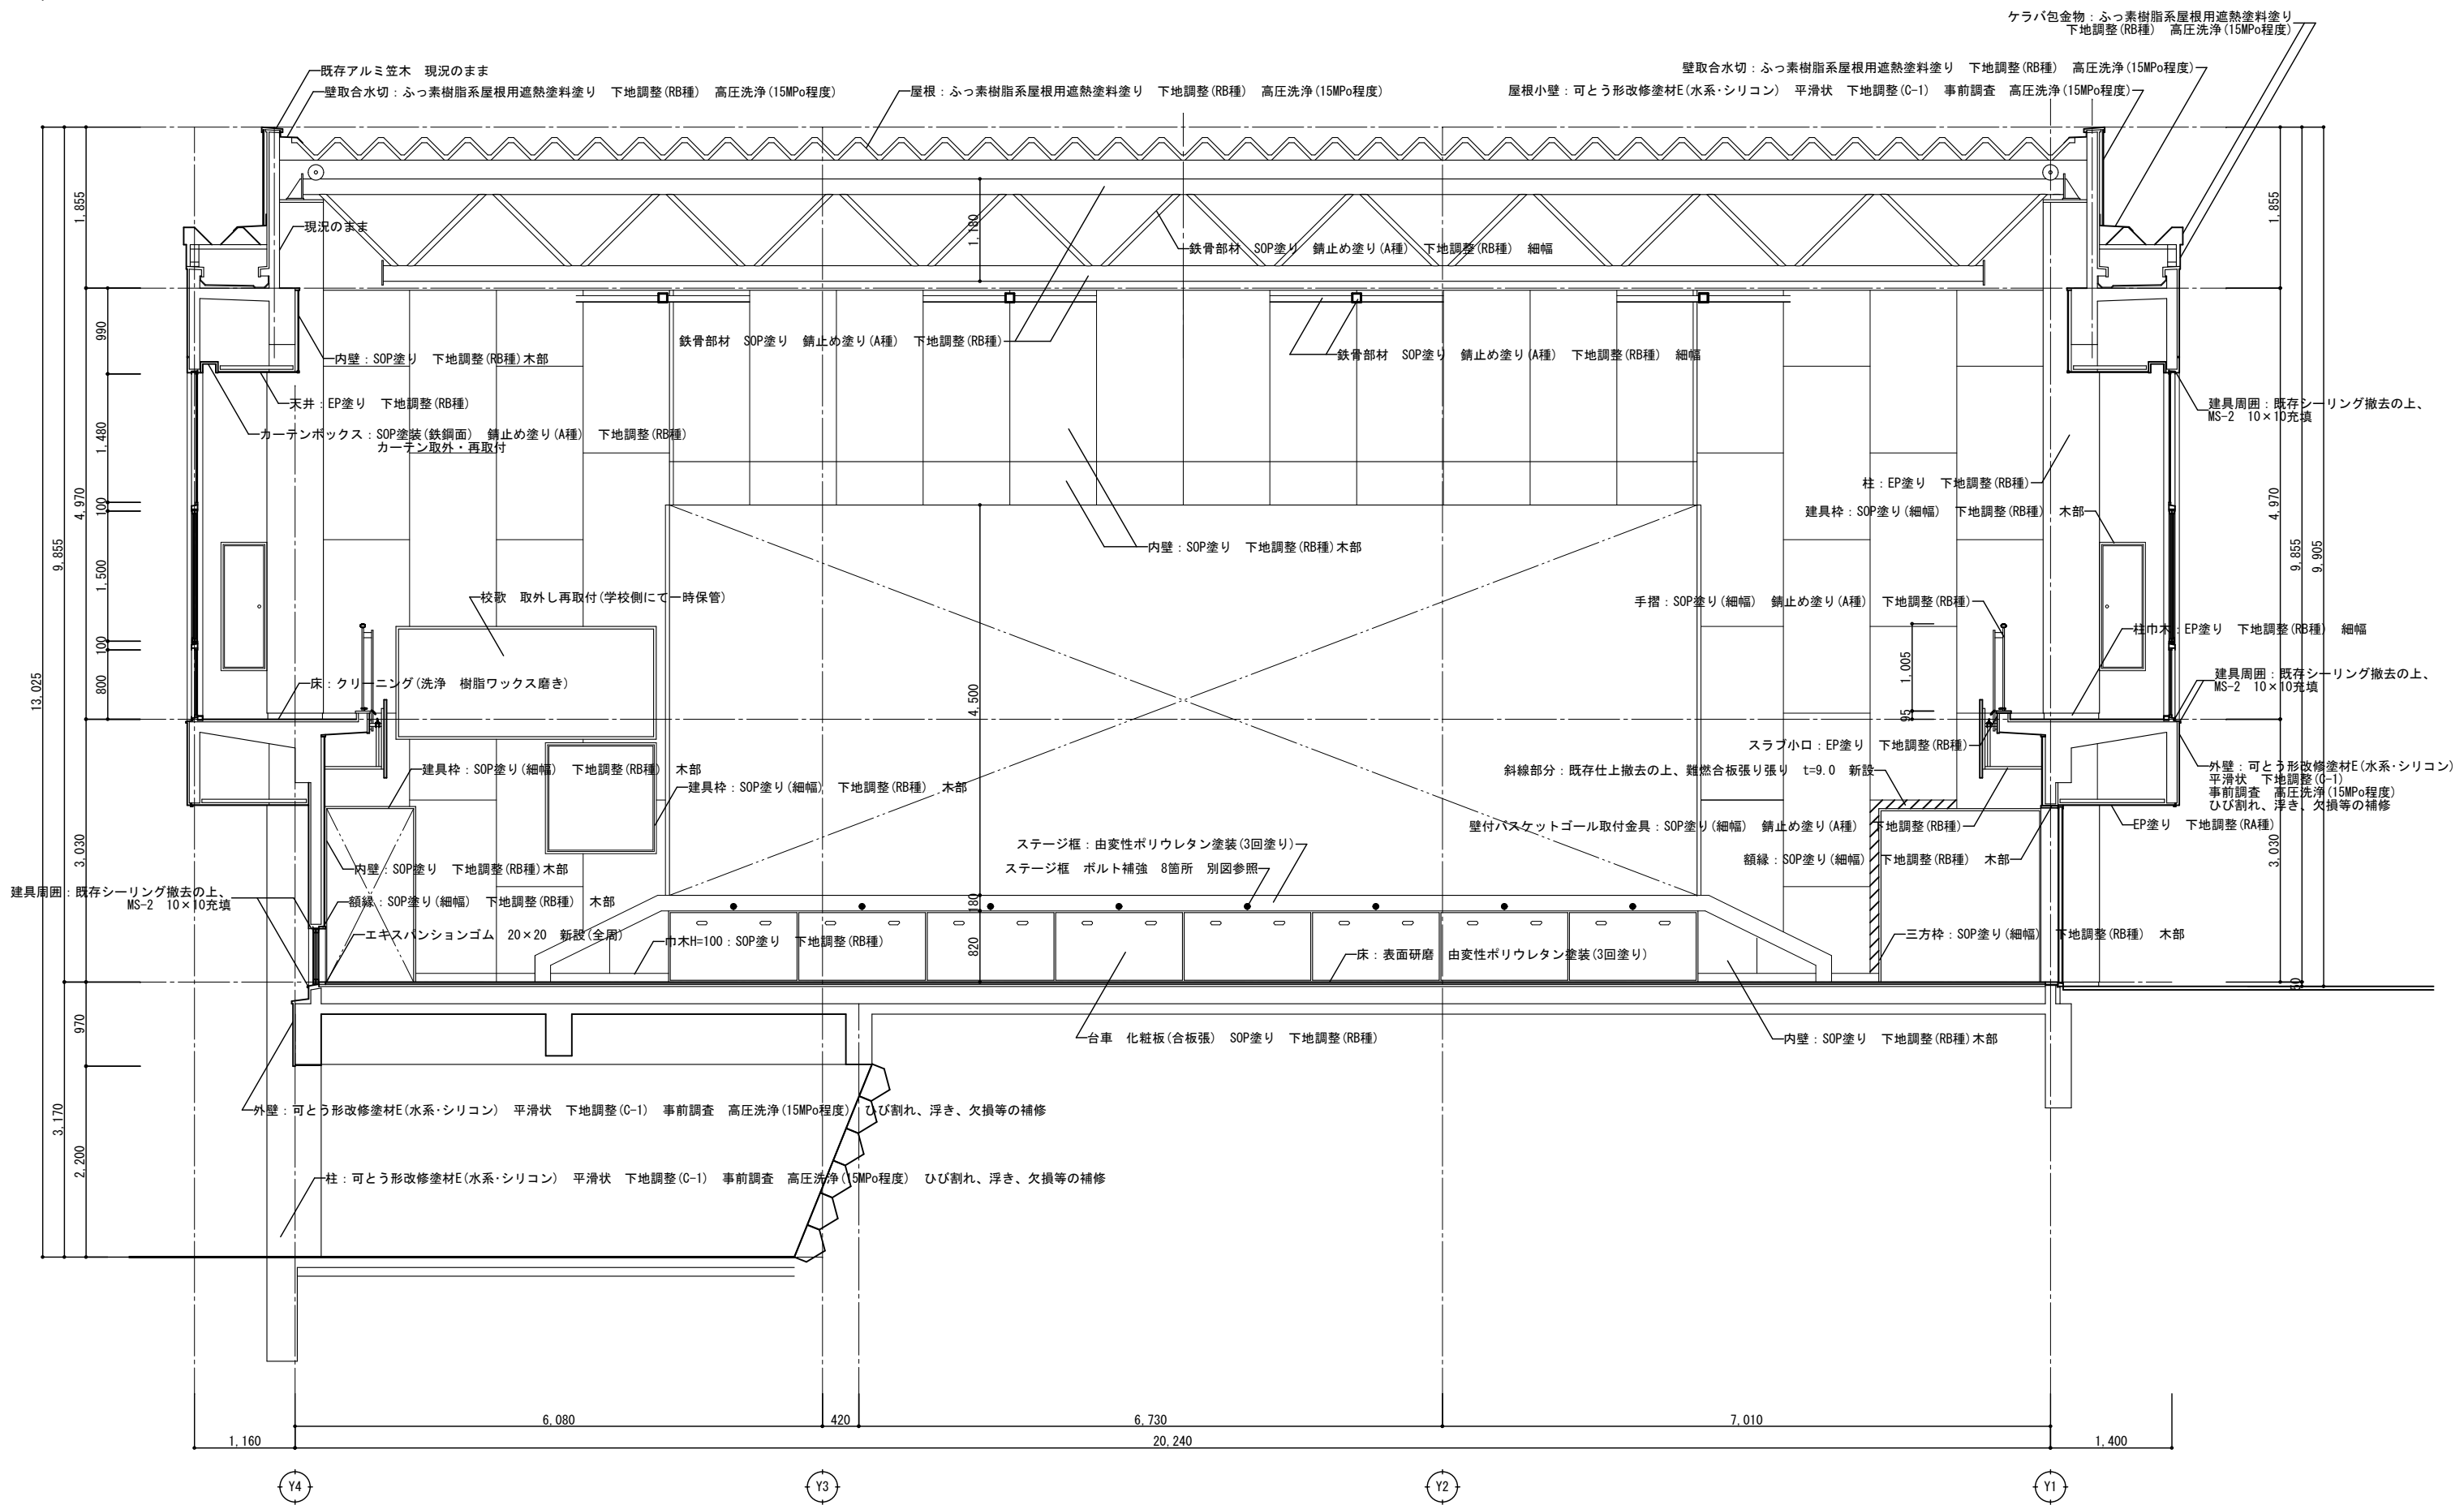 ケラバ包金物：ふっ素樹脂系屋根用遮熱塗料塗り
下地調整(RB種)　高圧洗浄(15MPo程度)
既存アルミ笠木　現況のまま
壁取合水切：ふっ素樹脂系屋根用遮熱塗料塗り　下地調整(RB種)　高圧洗浄(15MPo程度)
壁取合水切：ふっ素樹脂系屋根用遮熱塗料塗り　下地調整(RB種)　高圧洗浄(15MPo程度)
屋根：ふっ素樹脂系屋根用遮熱塗料塗り　下地調整(RB種)　高圧洗浄(15MPo程度)
屋根小壁：可とう形改修塗材E(水系･シリコン)　平滑状　下地調整(C-1)　事前調査　高圧洗浄(15MPo程度)
1,855
現況のまま
1,180
鉄骨部材　SOP塗り　錆止め塗り(A種)　下地調整(RB種)　細幅
1,855
990
内壁：SOP塗り　下地調整(RB種)木部
鉄骨部材　SOP塗り　錆止め塗り(A種)　下地調整(RB種)
鉄骨部材　SOP塗り　錆止め塗り(A種)　下地調整(RB種)　細幅
天井：EP塗り　下地調整(RB種)
建具周囲：既存シーリング撤去の上、
MS-2　10×10充填
カーテンボックス：SOP塗装(鉄鋼面)　錆止め塗り(A種)　下地調整(RB種)
カーテン取外・再取付
1,480
柱：EP塗り　下地調整(RB種)
4,970
100
建具枠：SOP塗り(細幅)　下地調整(RB種)　木部
4,970
9,855
内壁：SOP塗り　下地調整(RB種)木部
9,855
9,905
1,500
校歌　取外し再取付(学校側にて一時保管)
手摺：SOP塗り(細幅)　錆止め塗り(A種)　下地調整(RB種)
柱巾木：EP塗り　下地調整(RB種)　細幅
100
1,005
13,025
800
床：クリーニング(洗浄　樹脂ワックス磨き)
4,500
95
建具周囲：既存シーリング撤去の上、
MS-2　10×10充填
スラブ小口：EP塗り　下地調整(RB種)
建具枠：SOP塗り(細幅)　下地調整(RB種)　木部
建具枠：SOP塗り(細幅)　下地調整(RB種)　木部
斜線部分：既存仕上撤去の上、難燃合板張り張り　t=9.0　新設
外壁：可とう形改修塗材E(水系･シリコン)
平滑状　下地調整(C-1)
事前調査　高圧洗浄(15MPo程度)
ひび割れ、浮き、欠損等の補修
壁付バスケットゴール取付金具：SOP塗り(細幅)　錆止め塗り(A種)　下地調整(RB種)
EP塗り　下地調整(RA種)
3,030
ステージ框：由変性ポリウレタン塗装(3回塗り)
額縁：SOP塗り(細幅)　下地調整(RB種)　木部
3,030
内壁：SOP塗り　下地調整(RB種)木部
ステージ框　ボルト補強　8箇所　別図参照
建具周囲：既存シーリング撤去の上、
MS-2　10×10充填
額縁：SOP塗り(細幅)　下地調整(RB種)　木部
180
エキスパンションゴム　20×20　新設(全周)
巾木H=100：SOP塗り　下地調整(RB種)
820
床：表面研磨　由変性ポリウレタン塗装(3回塗り)
三方枠：SOP塗り(細幅)　下地調整(RB種)　木部
50
970
台車　化粧板(合板張)　SOP塗り　下地調整(RB種)
内壁：SOP塗り　下地調整(RB種)木部
3,170
外壁：可とう形改修塗材E(水系･シリコン)　平滑状　下地調整(C-1)　事前調査　高圧洗浄(15MPo程度)　ひび割れ、浮き、欠損等の補修
2,200
柱：可とう形改修塗材E(水系･シリコン)　平滑状　下地調整(C-1)　事前調査　高圧洗浄(15MPo程度)　ひび割れ、浮き、欠損等の補修
6,080
420
6,730
7,010
1,160
20,240
1,400
Y4
Y3
Y2
Y1